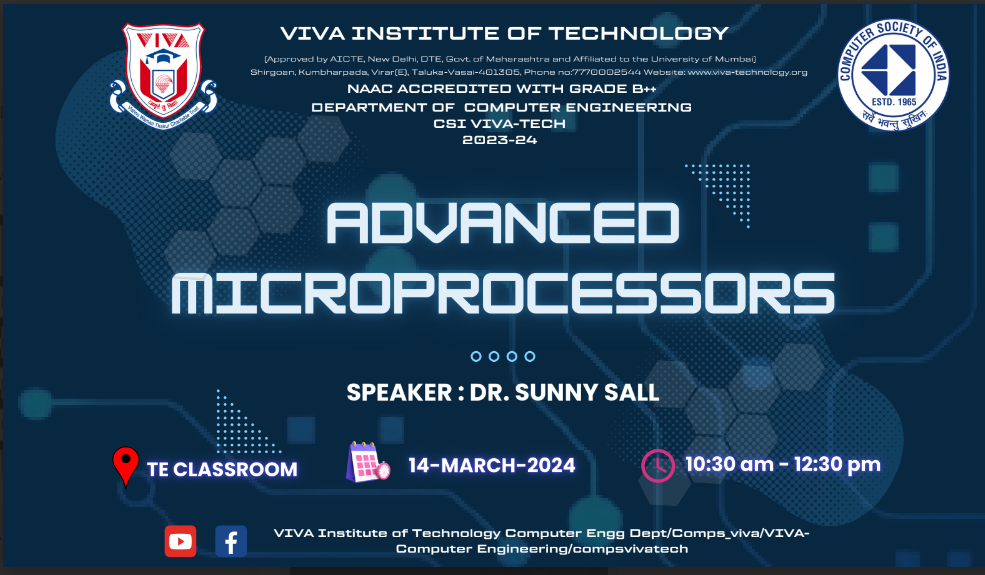 VIVA INSTITUTE OF TECHNOLOGY
[Approved by AICTE, New Delhi, DTE, Govt. of Maharashtra and Affiliated to the University of Mumbai]
Shirgoan, Kumbharpada, Virar(E), Taluka-Vasai-401305, Phone no:7770002544 Website: www.viva-technology.org
NAAC ACCREDITED WITH GRADE B++
DEPARTMENT OF COMPUTER ENGINEERING
CSI VIVA-TECH
2023-24
VIVA
COMPUTER SOCIETY OF INDIA
ESTD. 1965
सर्वे भवन्तु सुखिनः
ADVANCED
MICROPROCESSORS
SPEAKER : DR. SUNNY SALL
TE CLASSROOM
14-MARCH-2024
10:30 am - 12:30 pm
VIVA Institute of Technology Computer Engg Dept/Comps_viva/VIVA-
Computer Engineering/compsvivatech